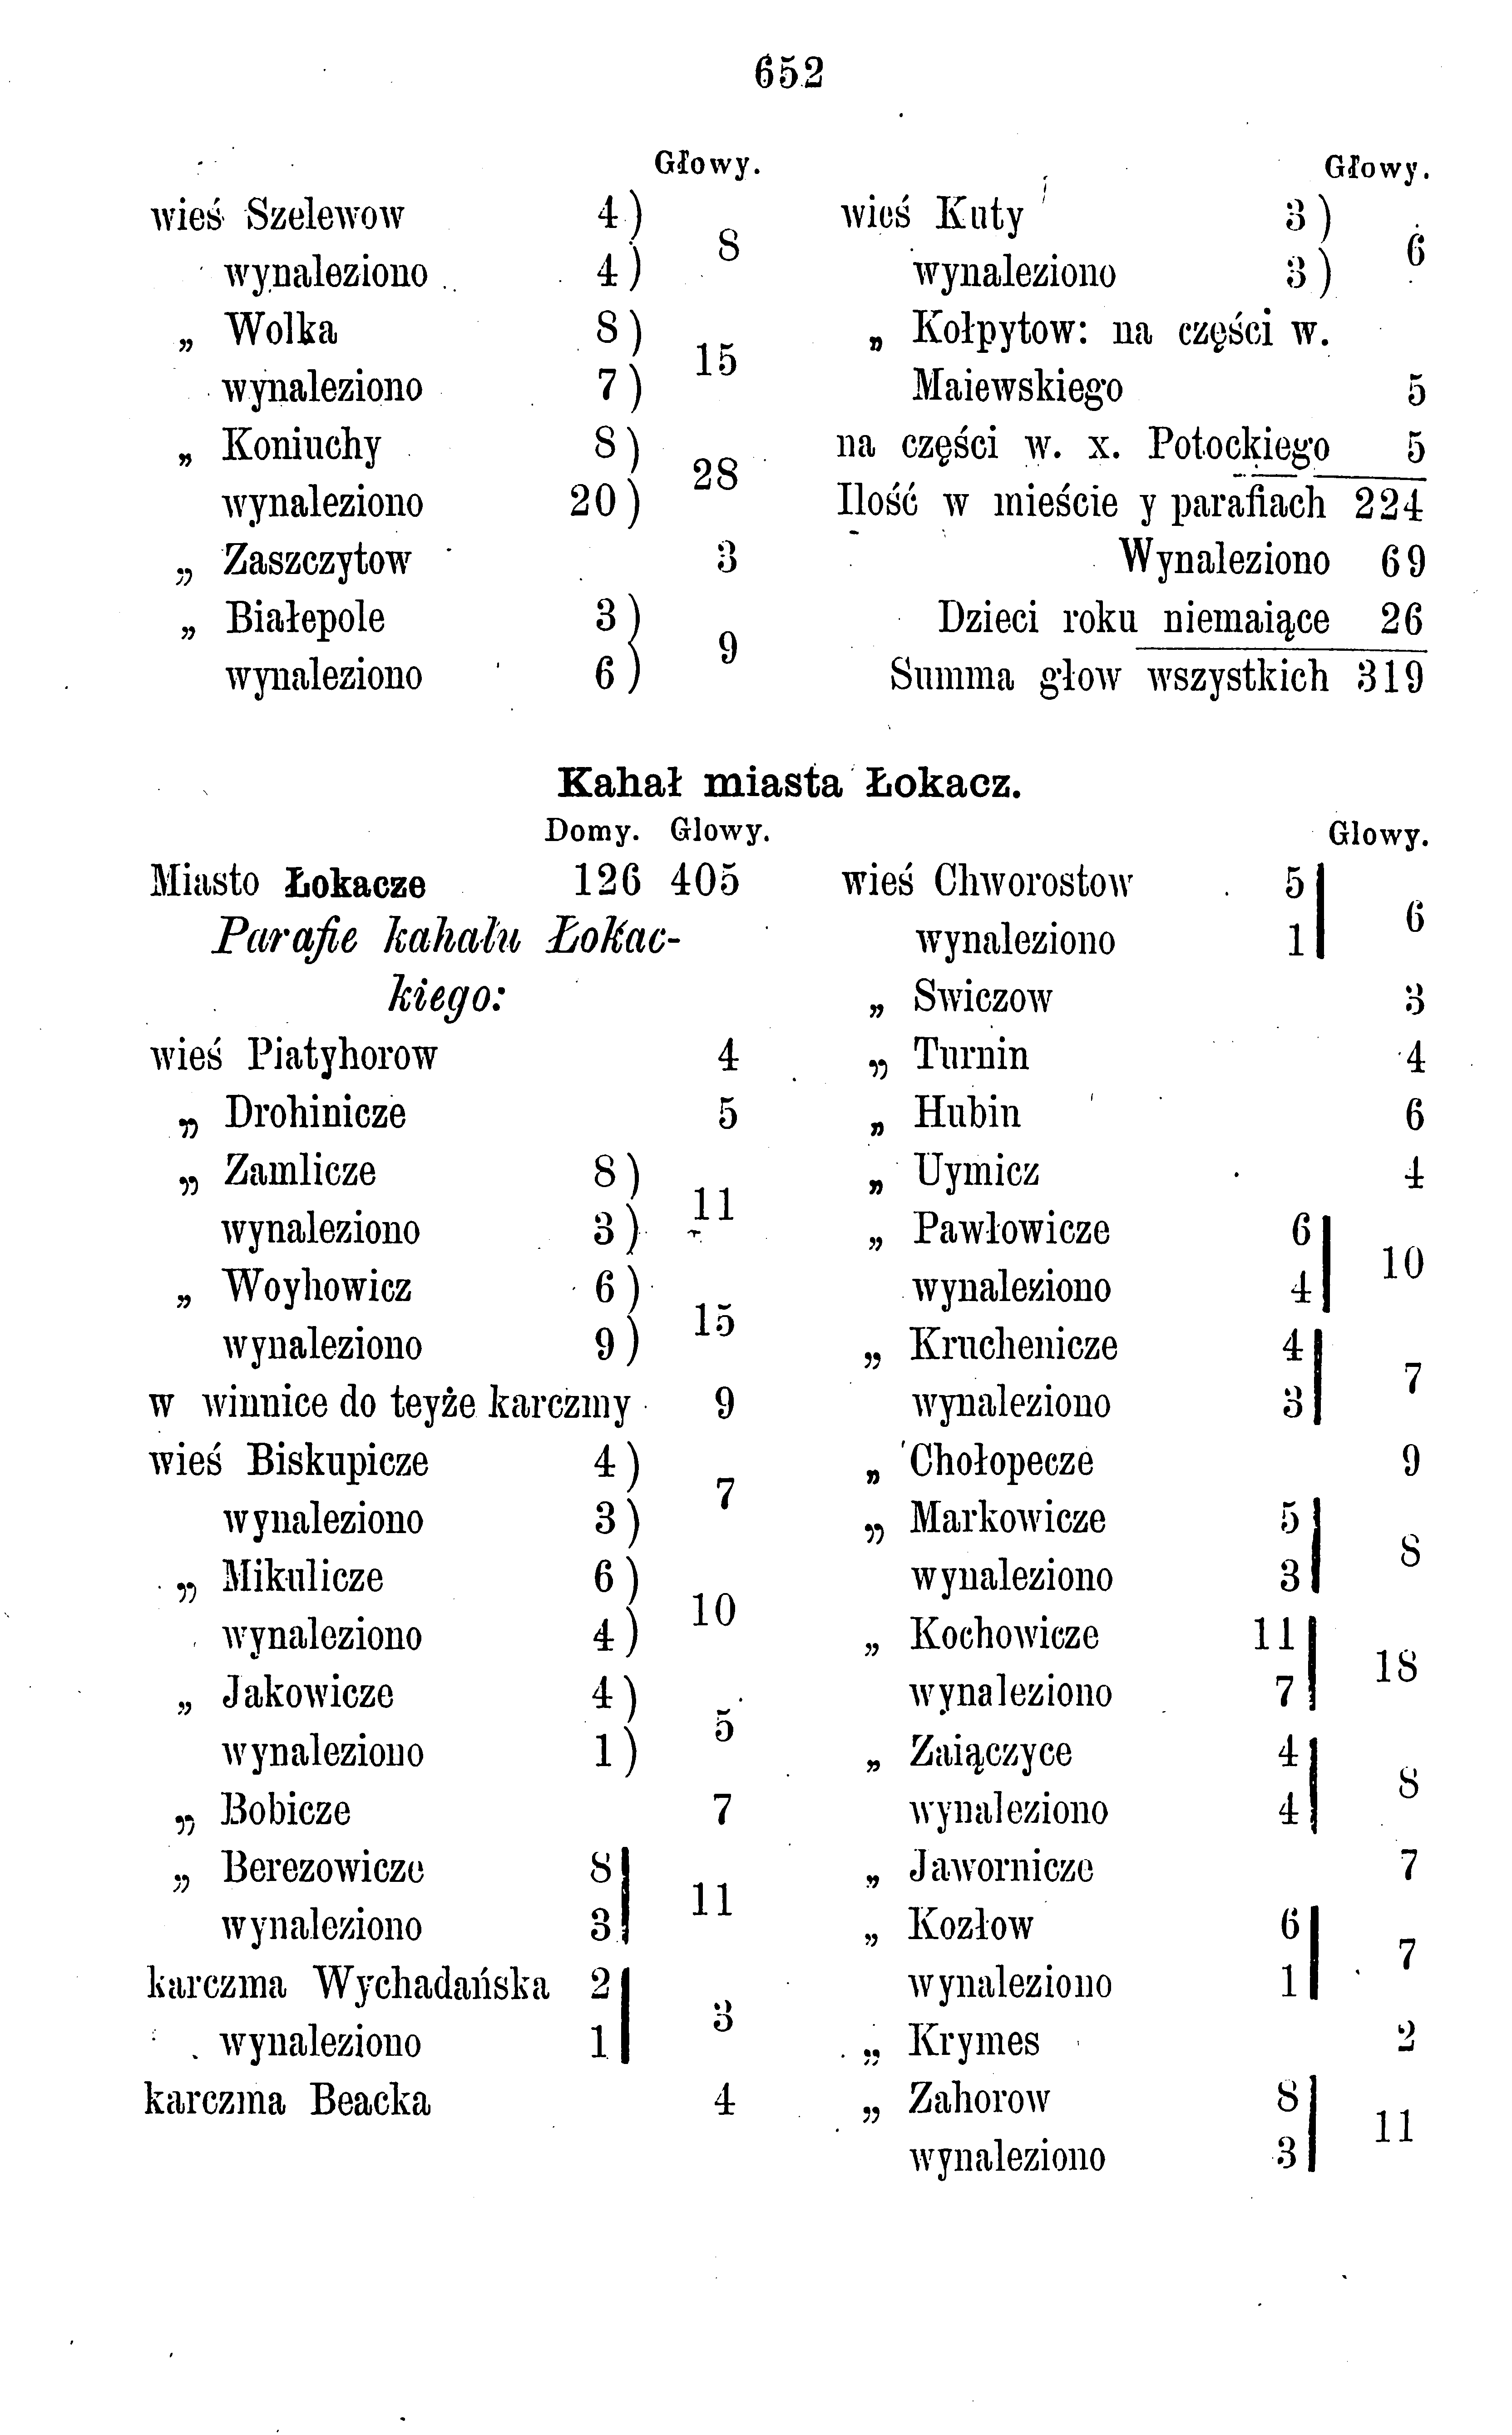 652
Głowy.
wieś Szelewow 4)
8
wynaleziono 4)
„ Wolka 8)
15
wynaleziono 7)
„ Koniuchy 8)
28
wynaleziono 20)
„ Zaszczytow 3
„ Białepole 3)
9
wynaleziono 6)
Głowy.
wieś Kuty 3)
6
wynaleziono 3)
„ Kołpytow: na części w.
Maiewskiego 5
na części w. x. Potockiego 5
Ilość w mieście y parafiach 224
Wynaleziono 69
Dzieci roku niemaiące 26
Summa głow wszystkich 319
Kahał miasta Łokacz.
Domy. Glowy.
Miasto Łokacze 126 405
Parafie kahału Łokac-
kiego:
wieś Piatyhorow 4
„ Drohinicze 5
„ Zamlicze 8)
11
wynaleziono 3)
„ Woyhowicz 6)
15
wynaleziono 9)
w winnice do teyże karczmy 9
wieś Biskupicze 4)
7
wynaleziono 3)
„ Mikulicze 6)
10
wynaleziono 4)
„ Jakowicze 4)
5
wynaleziono 1)
„ Bobicze 7
„ Berezowicze 8|
11
wynaleziono 3|
karczma Wychadańska 2|
3
wynaleziono 1|
karczma Beacka 4
Glowy.
wieś Chworostow 5|
6
wynaleziono 1|
„ Swiczow 3
„ Turnin 4
„ Hubin 6
„ Uymicz 4
„ Pawłowicze 6|
10
wynaleziono 4|
„ Kruchenicze 4|
7
wynaleziono 3|
„ Chołopecze 9
„ Markowicze 5|
8
wynaleziono 3|
„ Kochowicze 11|
18
wynaleziono 7|
„ Zaiączyce 4|
8
wynaleziono 4|
„ Jawornicze 7
„ Kozłow 6|
7
wynaleziono 1|
„ Krymes 2
„ Zahorow 8|
11
wynaleziono 3|